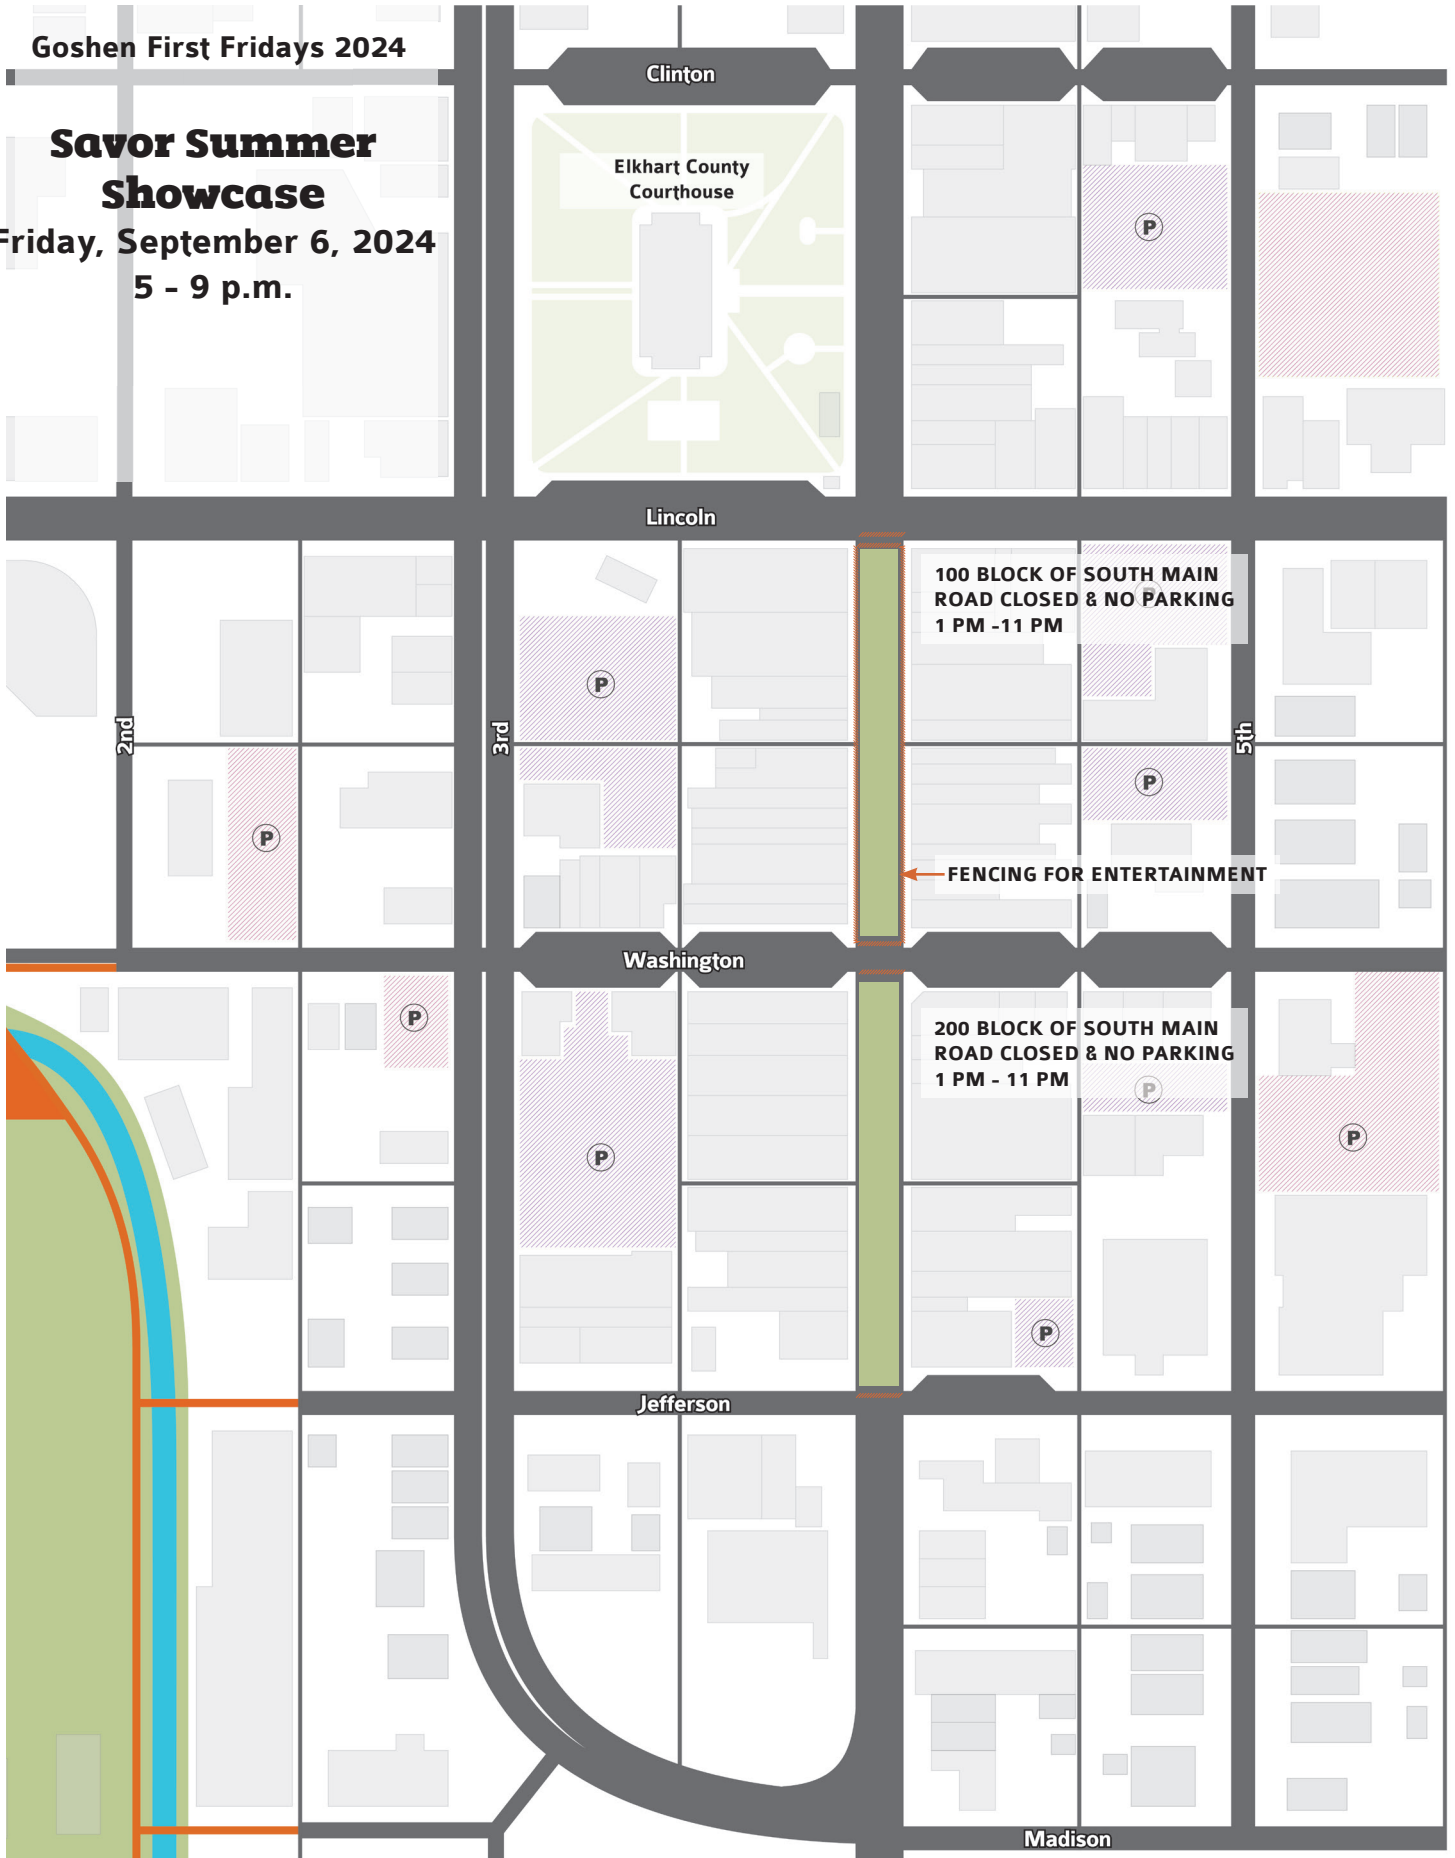 Goshen First Fridays 2024
Savor Summer
Showcase
Friday, September 6, 2024
5 - 9 p.m.
Clinton
Elkhart County
Courthouse
P
Lincoln
100 BLOCK OF SOUTH MAIN
ROAD CLOSED & NO PARKING
1 PM -11 PM
P
P
2nd
3rd
5th
P
P
FENCING FOR ENTERTAINMENT
Washington
P
200 BLOCK OF SOUTH MAIN
ROAD CLOSED & NO PARKING
1 PM - 11 PM
P
P
P
P
Jefferson
Madison